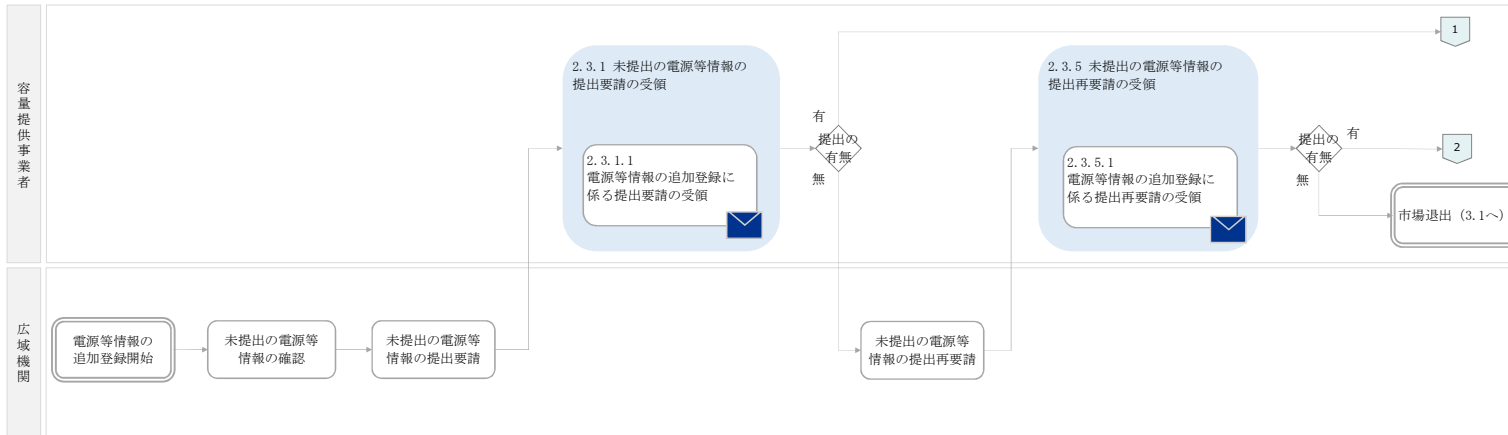 容量提供事業者
2.3.1 未提出の電源等情報の
提出要請の受領
2.3.1.1
電源等情報の追加登録に
係る提出要請の受領
有
提出の
有無
無
1
2.3.5 未提出の電源等情報の
提出再要請の受領
2.3.5.1
電源等情報の追加登録に
係る提出再要請の受領
提出の
有無
有
無
2
市場退出（3.1へ）
広域機関
電源等情報の
追加登録開始
未提出の電源等
情報の確認
未提出の電源等
情報の提出要請
未提出の電源等
情報の提出再要請